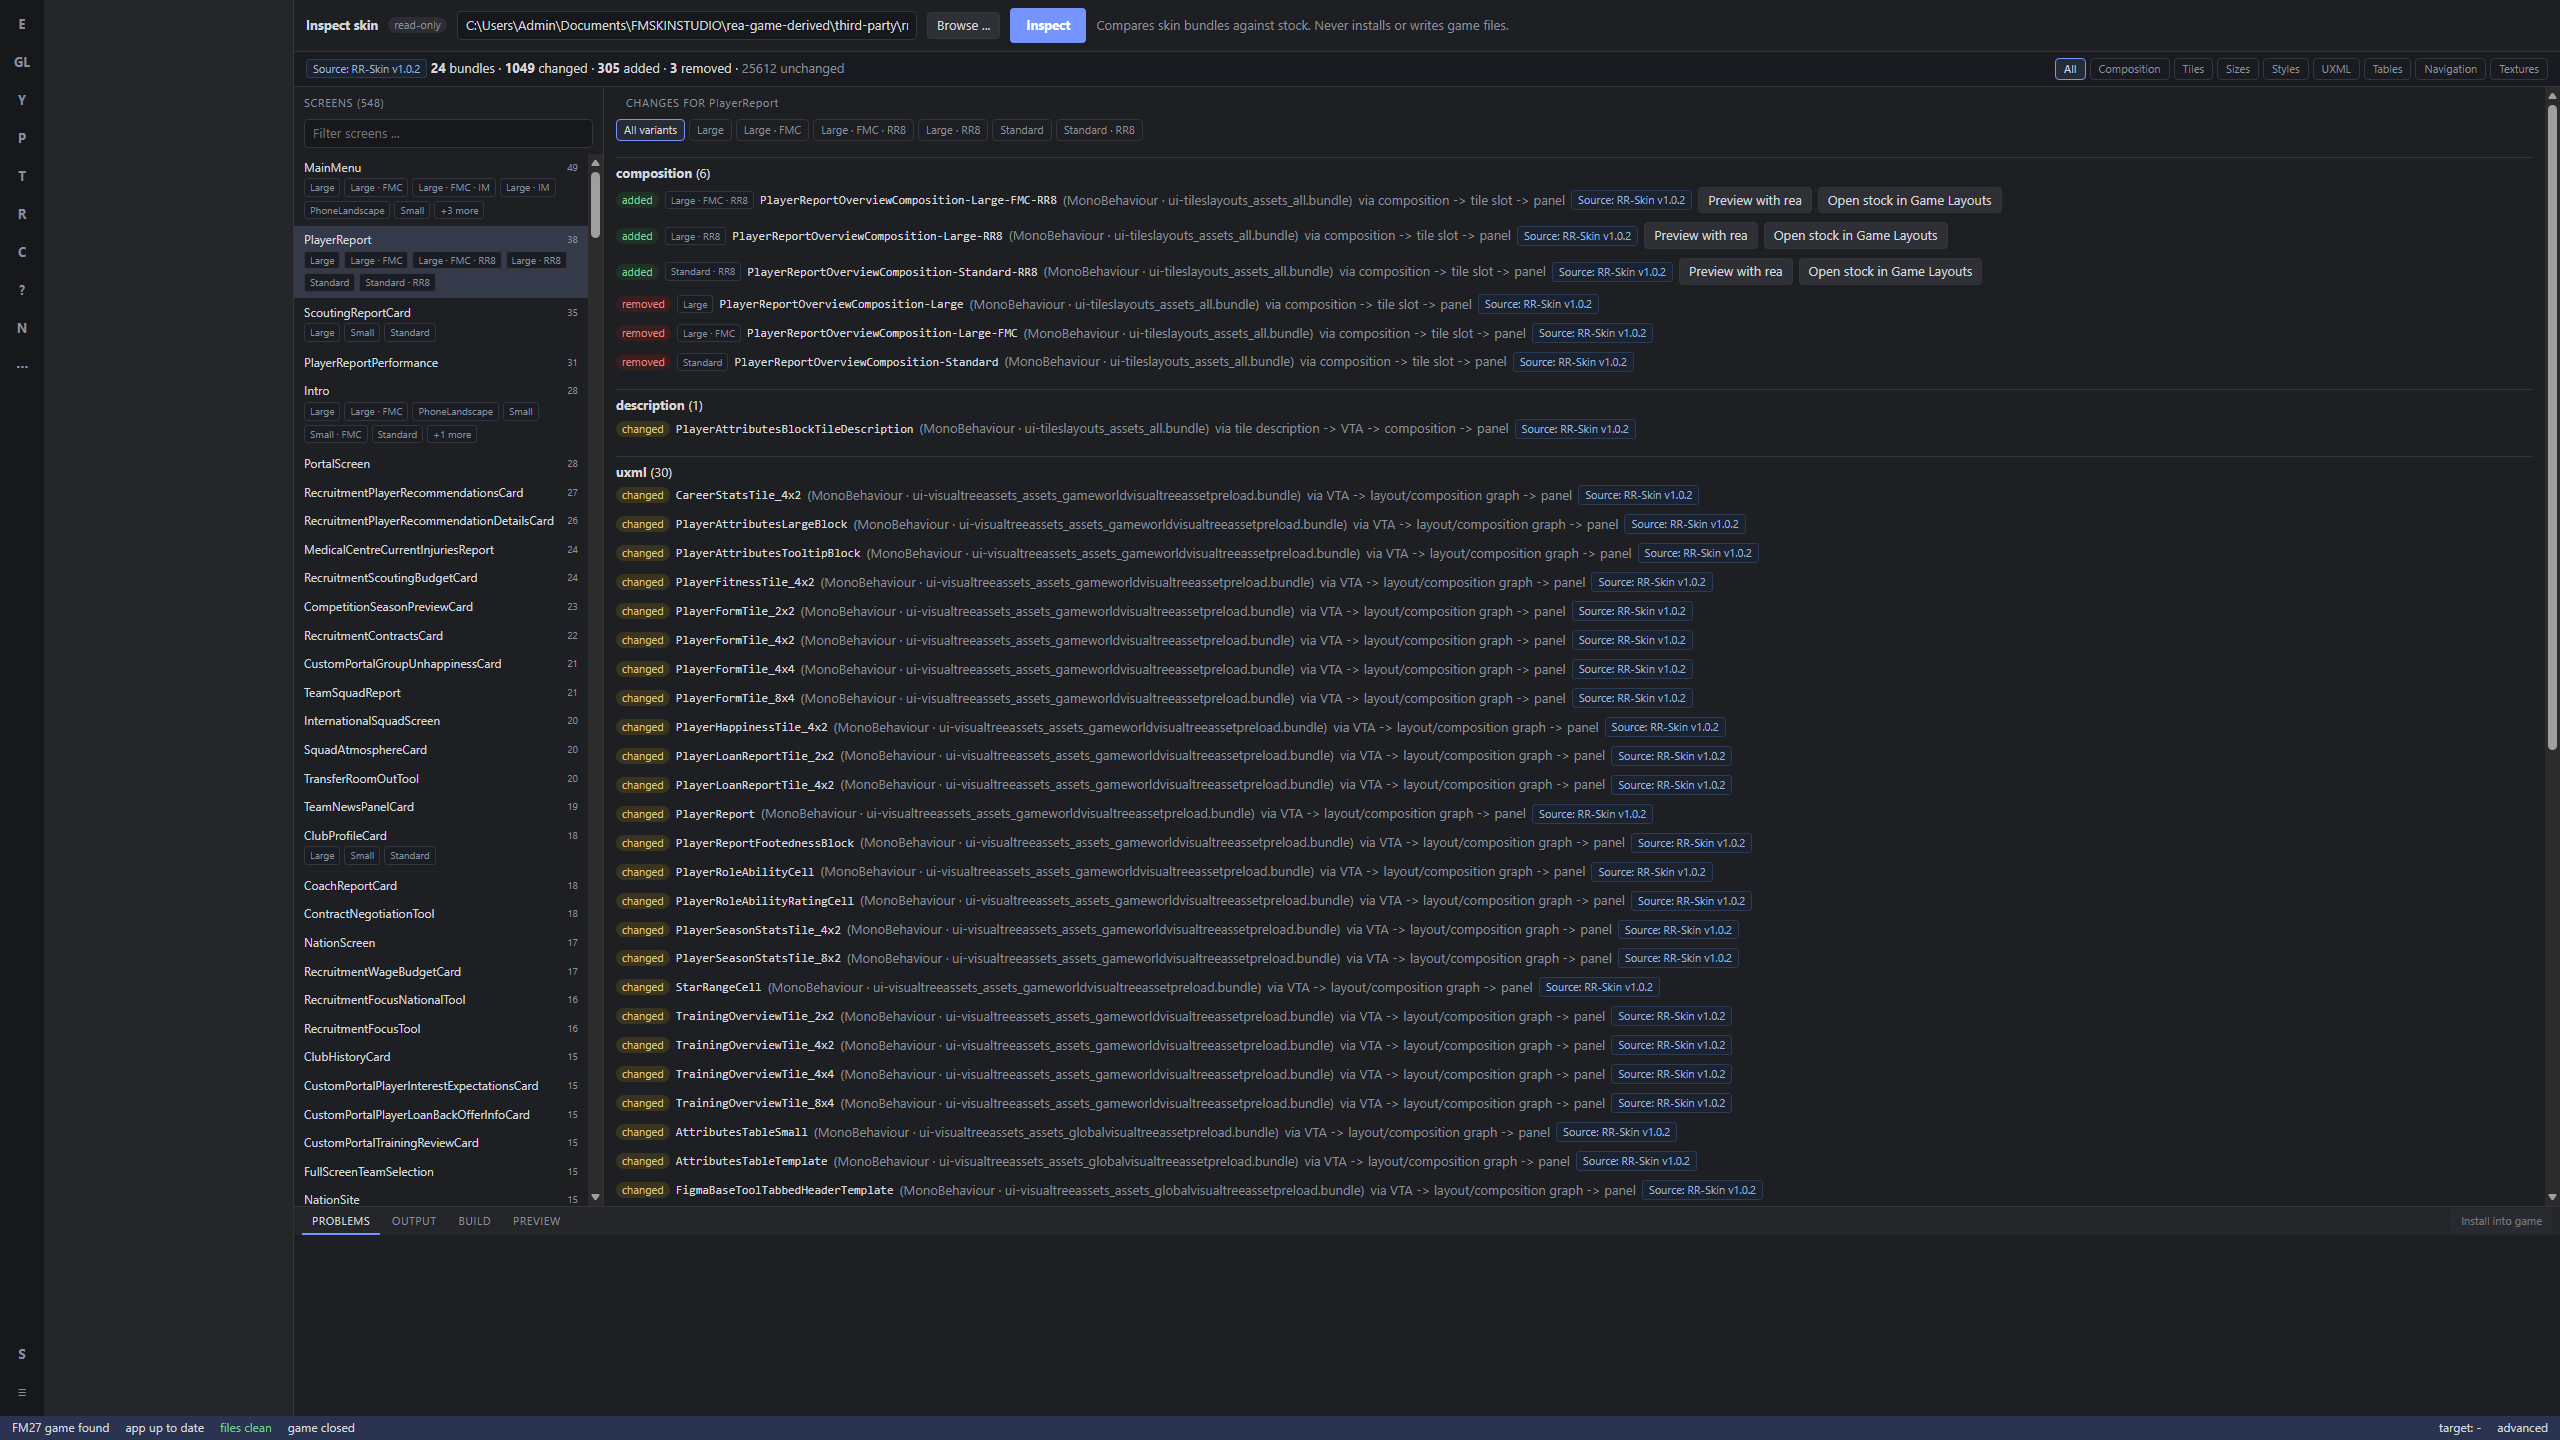 E
GL
Y
P
T
R
C
?
N
...
S
☰
Inspect skin read-only C:\Users\Admin\Documents\FMSKINSTUDIO\rea-game-derived\third-party\r Browse ... Inspect Compares skin bundles against stock. Never installs or writes game files.
Source: RR-Skin v1.0.2 24 bundles · 1049 changed · 305 added · 3 removed · 25612 unchanged
All Composition Tiles Sizes Styles UXML Tables Navigation Textures
SCREENS (548)
Filter screens ...
MainMenu 49
Large Large · FMC Large · FMC · IM Large · IM
PhoneLandscape Small +3 more
PlayerReport 38
Large Large · FMC Large · FMC · RR8 Large · RR8
Standard Standard · RR8
ScoutingReportCard 35
Large Small Standard
PlayerReportPerformance 31
Intro 28
Large Large · FMC PhoneLandscape Small
Small · FMC Standard +1 more
PortalScreen 28
RecruitmentPlayerRecommendationsCard 27
RecruitmentPlayerRecommendationDetailsCard 26
MedicalCentreCurrentInjuriesReport 24
RecruitmentScoutingBudgetCard 24
CompetitionSeasonPreviewCard 23
RecruitmentContractsCard 22
CustomPortalGroupUnhappinessCard 21
TeamSquadReport 21
InternationalSquadScreen 20
SquadAtmosphereCard 20
TransferRoomOutTool 20
TeamNewsPanelCard 19
ClubProfileCard 18
Large Small Standard
CoachReportCard 18
ContractNegotiationTool 18
NationScreen 17
RecruitmentWageBudgetCard 17
RecruitmentFocusNationalTool 16
RecruitmentFocusTool 16
ClubHistoryCard 15
CustomPortalPlayerInterestExpectationsCard 15
CustomPortalPlayerLoanBackOfferInfoCard 15
CustomPortalTrainingReviewCard 15
FullScreenTeamSelection 15
NationSite 15
CHANGES FOR PlayerReport
All variants Large Large · FMC Large · FMC · RR8 Large · RR8 Standard Standard · RR8
composition (6)
added Large · FMC · RR8 PlayerReportOverviewComposition-Large-FMC-RR8 (MonoBehaviour · ui-tileslayouts_assets_all.bundle) via composition -> tile slot -> panel Source: RR-Skin v1.0.2 Preview with rea Open stock in Game Layouts
added Large · RR8 PlayerReportOverviewComposition-Large-RR8 (MonoBehaviour · ui-tileslayouts_assets_all.bundle) via composition -> tile slot -> panel Source: RR-Skin v1.0.2 Preview with rea Open stock in Game Layouts
added Standard · RR8 PlayerReportOverviewComposition-Standard-RR8 (MonoBehaviour · ui-tileslayouts_assets_all.bundle) via composition -> tile slot -> panel Source: RR-Skin v1.0.2 Preview with rea Open stock in Game Layouts
removed Large PlayerReportOverviewComposition-Large (MonoBehaviour · ui-tileslayouts_assets_all.bundle) via composition -> tile slot -> panel Source: RR-Skin v1.0.2
removed Large · FMC PlayerReportOverviewComposition-Large-FMC (MonoBehaviour · ui-tileslayouts_assets_all.bundle) via composition -> tile slot -> panel Source: RR-Skin v1.0.2
removed Standard PlayerReportOverviewComposition-Standard (MonoBehaviour · ui-tileslayouts_assets_all.bundle) via composition -> tile slot -> panel Source: RR-Skin v1.0.2
description (1)
changed PlayerAttributesBlockTileDescription (MonoBehaviour · ui-tileslayouts_assets_all.bundle) via tile description -> VTA -> composition -> panel Source: RR-Skin v1.0.2
uxml (30)
changed CareerStatsTile_4x2 (MonoBehaviour · ui-visualtreeassets_assets_gameworldvisualtreeassetpreload.bundle) via VTA -> layout/composition graph -> panel Source: RR-Skin v1.0.2
changed PlayerAttributesLargeBlock (MonoBehaviour · ui-visualtreeassets_assets_gameworldvisualtreeassetpreload.bundle) via VTA -> layout/composition graph -> panel Source: RR-Skin v1.0.2
changed PlayerAttributesTooltipBlock (MonoBehaviour · ui-visualtreeassets_assets_gameworldvisualtreeassetpreload.bundle) via VTA -> layout/composition graph -> panel Source: RR-Skin v1.0.2
changed PlayerFitnessTile_4x2 (MonoBehaviour · ui-visualtreeassets_assets_gameworldvisualtreeassetpreload.bundle) via VTA -> layout/composition graph -> panel Source: RR-Skin v1.0.2
changed PlayerFormTile_2x2 (MonoBehaviour · ui-visualtreeassets_assets_gameworldvisualtreeassetpreload.bundle) via VTA -> layout/composition graph -> panel Source: RR-Skin v1.0.2
changed PlayerFormTile_4x2 (MonoBehaviour · ui-visualtreeassets_assets_gameworldvisualtreeassetpreload.bundle) via VTA -> layout/composition graph -> panel Source: RR-Skin v1.0.2
changed PlayerFormTile_4x4 (MonoBehaviour · ui-visualtreeassets_assets_gameworldvisualtreeassetpreload.bundle) via VTA -> layout/composition graph -> panel Source: RR-Skin v1.0.2
changed PlayerFormTile_8x4 (MonoBehaviour · ui-visualtreeassets_assets_gameworldvisualtreeassetpreload.bundle) via VTA -> layout/composition graph -> panel Source: RR-Skin v1.0.2
changed PlayerHappinessTile_4x2 (MonoBehaviour · ui-visualtreeassets_assets_gameworldvisualtreeassetpreload.bundle) via VTA -> layout/composition graph -> panel Source: RR-Skin v1.0.2
changed PlayerLoanReportTile_2x2 (MonoBehaviour · ui-visualtreeassets_assets_gameworldvisualtreeassetpreload.bundle) via VTA -> layout/composition graph -> panel Source: RR-Skin v1.0.2
changed PlayerLoanReportTile_4x2 (MonoBehaviour · ui-visualtreeassets_assets_gameworldvisualtreeassetpreload.bundle) via VTA -> layout/composition graph -> panel Source: RR-Skin v1.0.2
changed PlayerReport (MonoBehaviour · ui-visualtreeassets_assets_gameworldvisualtreeassetpreload.bundle) via VTA -> layout/composition graph -> panel Source: RR-Skin v1.0.2
changed PlayerReportFootednessBlock (MonoBehaviour · ui-visualtreeassets_assets_gameworldvisualtreeassetpreload.bundle) via VTA -> layout/composition graph -> panel Source: RR-Skin v1.0.2
changed PlayerRoleAbilityCell (MonoBehaviour · ui-visualtreeassets_assets_gameworldvisualtreeassetpreload.bundle) via VTA -> layout/composition graph -> panel Source: RR-Skin v1.0.2
changed PlayerRoleAbilityRatingCell (MonoBehaviour · ui-visualtreeassets_assets_gameworldvisualtreeassetpreload.bundle) via VTA -> layout/composition graph -> panel Source: RR-Skin v1.0.2
changed PlayerSeasonStatsTile_4x2 (MonoBehaviour · ui-visualtreeassets_assets_gameworldvisualtreeassetpreload.bundle) via VTA -> layout/composition graph -> panel Source: RR-Skin v1.0.2
changed PlayerSeasonStatsTile_8x2 (MonoBehaviour · ui-visualtreeassets_assets_gameworldvisualtreeassetpreload.bundle) via VTA -> layout/composition graph -> panel Source: RR-Skin v1.0.2
changed StarRangeCell (MonoBehaviour · ui-visualtreeassets_assets_gameworldvisualtreeassetpreload.bundle) via VTA -> layout/composition graph -> panel Source: RR-Skin v1.0.2
changed TrainingOverviewTile_2x2 (MonoBehaviour · ui-visualtreeassets_assets_gameworldvisualtreeassetpreload.bundle) via VTA -> layout/composition graph -> panel Source: RR-Skin v1.0.2
changed TrainingOverviewTile_4x2 (MonoBehaviour · ui-visualtreeassets_assets_gameworldvisualtreeassetpreload.bundle) via VTA -> layout/composition graph -> panel Source: RR-Skin v1.0.2
changed TrainingOverviewTile_4x4 (MonoBehaviour · ui-visualtreeassets_assets_gameworldvisualtreeassetpreload.bundle) via VTA -> layout/composition graph -> panel Source: RR-Skin v1.0.2
changed TrainingOverviewTile_8x4 (MonoBehaviour · ui-visualtreeassets_assets_gameworldvisualtreeassetpreload.bundle) via VTA -> layout/composition graph -> panel Source: RR-Skin v1.0.2
changed AttributesTableSmall (MonoBehaviour · ui-visualtreeassets_assets_globalvisualtreeassetpreload.bundle) via VTA -> layout/composition graph -> panel Source: RR-Skin v1.0.2
changed AttributesTableTemplate (MonoBehaviour · ui-visualtreeassets_assets_globalvisualtreeassetpreload.bundle) via VTA -> layout/composition graph -> panel Source: RR-Skin v1.0.2
changed FigmaBaseToolTabbedHeaderTemplate (MonoBehaviour · ui-visualtreeassets_assets_globalvisualtreeassetpreload.bundle) via VTA -> layout/composition graph -> panel Source: RR-Skin v1.0.2
PROBLEMS OUTPUT BUILD PREVIEW Install into game
FM27 game found app up to date files clean game closed target: - advanced